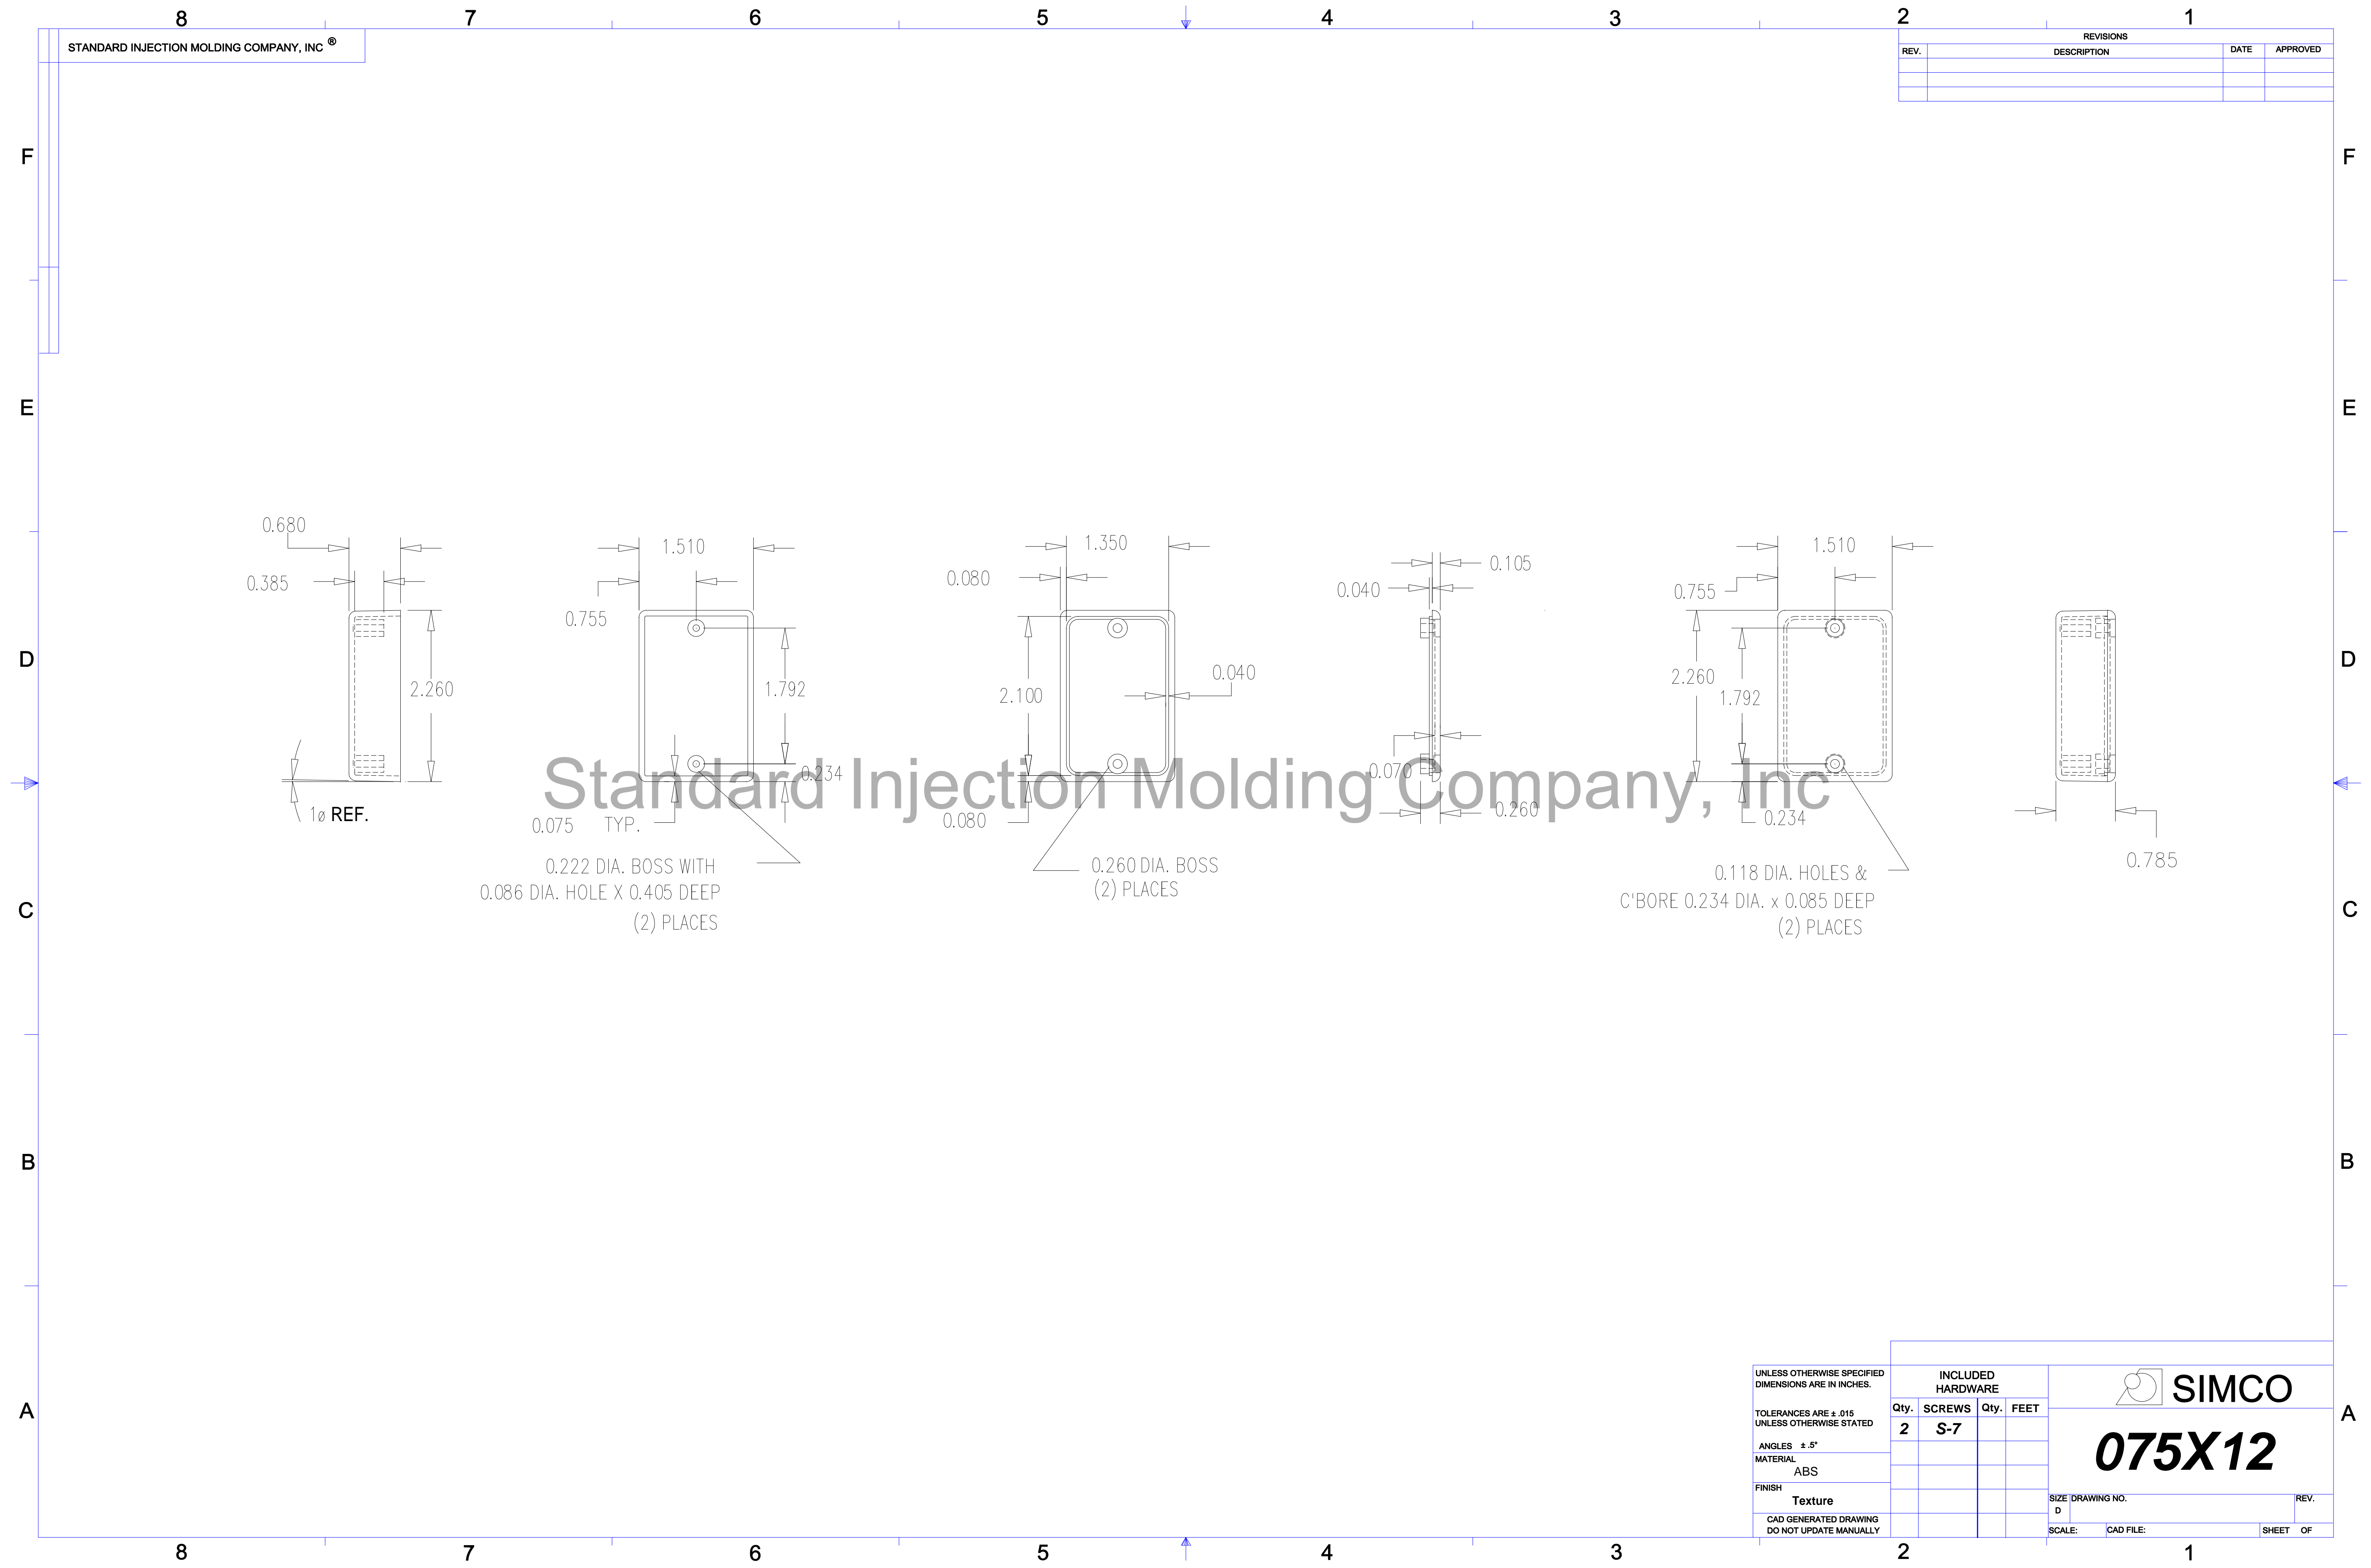 8 7 6 5 4 3 2 1
STANDARD INJECTION MOLDING COMPANY, INC ®
REVISIONS
REV. DESCRIPTION DATE APPROVED
F F
E E
D D
C C
B B
A A
0.680
0.385
2.260
1ø REF.
1.510
0.755
1.792
0.234
0.075 TYP.
0.222 DIA. BOSS WITH
0.086 DIA. HOLE X 0.405 DEEP
(2) PLACES
1.350
0.080
2.100
0.040
0.080
0.260 DIA. BOSS
(2) PLACES
0.105
0.040
0.070
0.260
1.510
0.755
2.260
1.792
0.234
0.118 DIA. HOLES &
C'BORE 0.234 DIA. x 0.085 DEEP
(2) PLACES
0.785
Standard Injection Molding Company, Inc
UNLESS OTHERWISE SPECIFIED
DIMENSIONS ARE IN INCHES.
TOLERANCES ARE ± .015
UNLESS OTHERWISE STATED
ANGLES ± .5°
MATERIAL
ABS
FINISH
Texture
CAD GENERATED DRAWING
DO NOT UPDATE MANUALLY
INCLUDED
HARDWARE
Qty. SCREWS Qty. FEET
2 S-7
SIMCO
075X12
SIZE DRAWING NO. REV.
D
SCALE: CAD FILE: SHEET OF
8 7 6 5 4 3 2 1